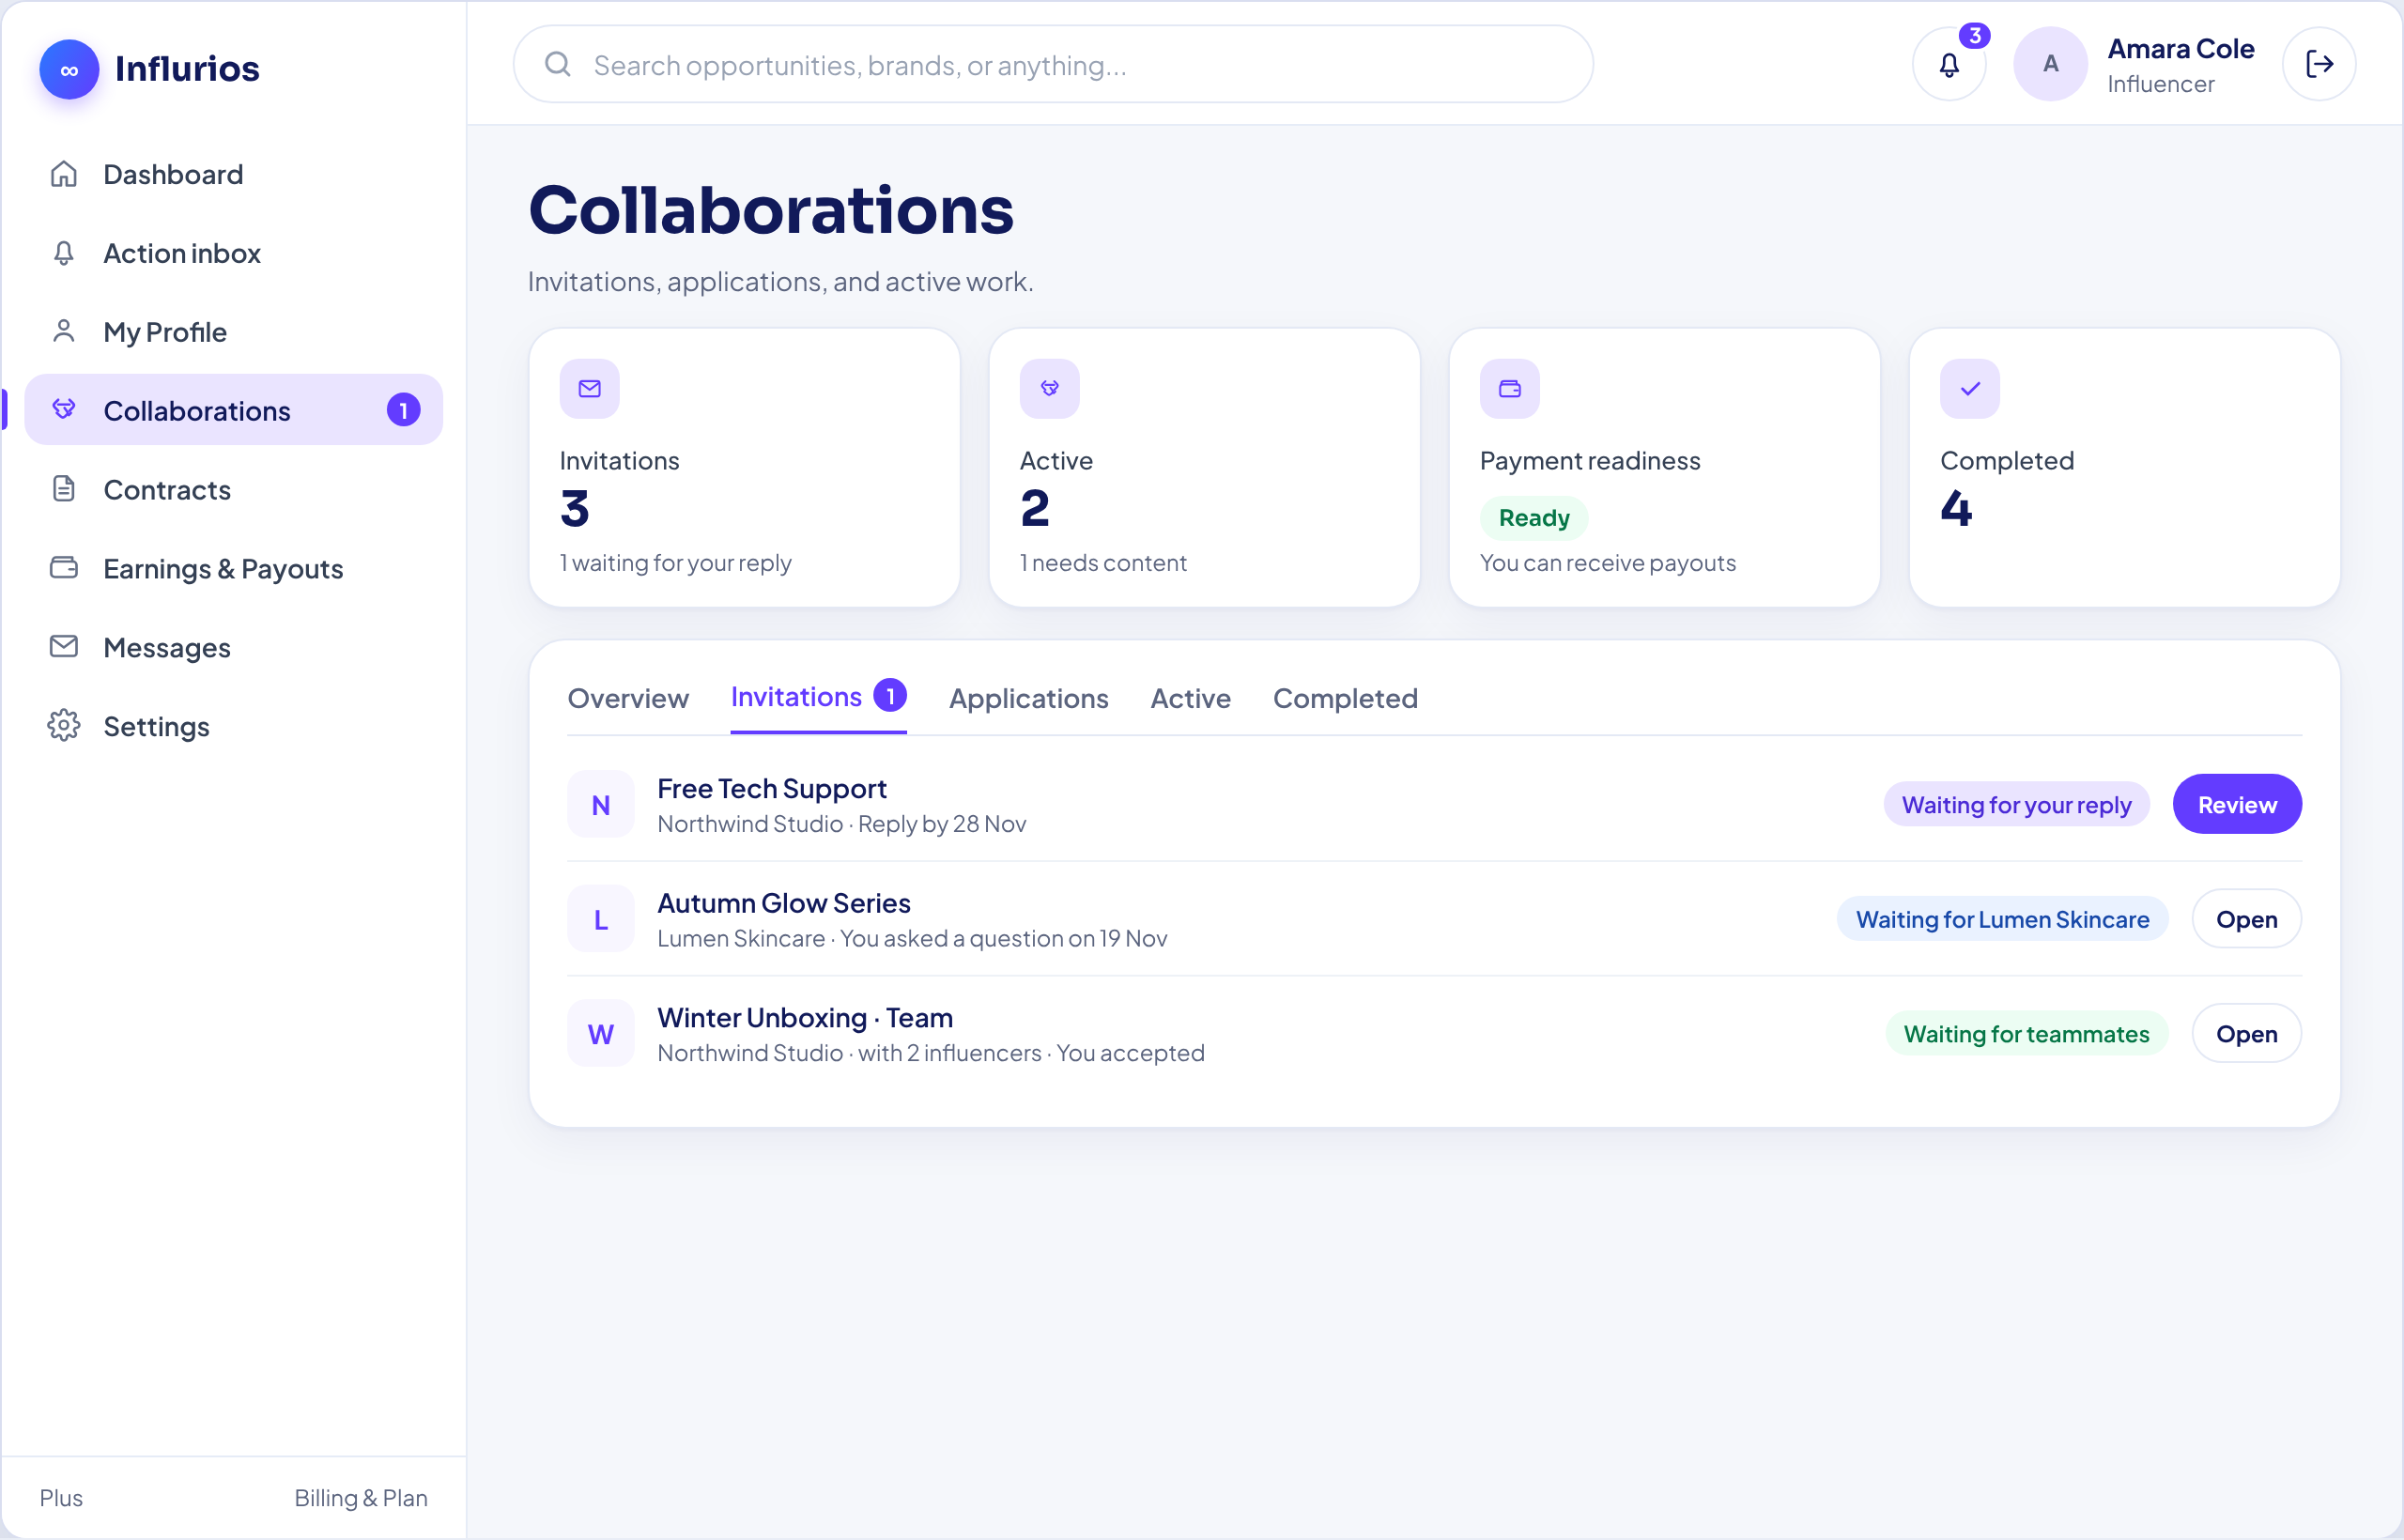 ∞ Influrios
Search opportunities, brands, or anything...
3
A
Amara Cole
Influencer
Dashboard
Action inbox
My Profile
Collaborations 1
Contracts
Earnings & Payouts
Messages
Settings
Plus
Billing & Plan
Collaborations
Invitations, applications, and active work.
Invitations
3
1 waiting for your reply
Active
2
1 needs content
Payment readiness
Ready
You can receive payouts
Completed
4
Overview Invitations 1 Applications Active Completed
N
Free Tech Support
Northwind Studio · Reply by 28 Nov
Waiting for your reply
Review
L
Autumn Glow Series
Lumen Skincare · You asked a question on 19 Nov
Waiting for Lumen Skincare
Open
W
Winter Unboxing · Team
Northwind Studio · with 2 influencers · You accepted
Waiting for teammates
Open